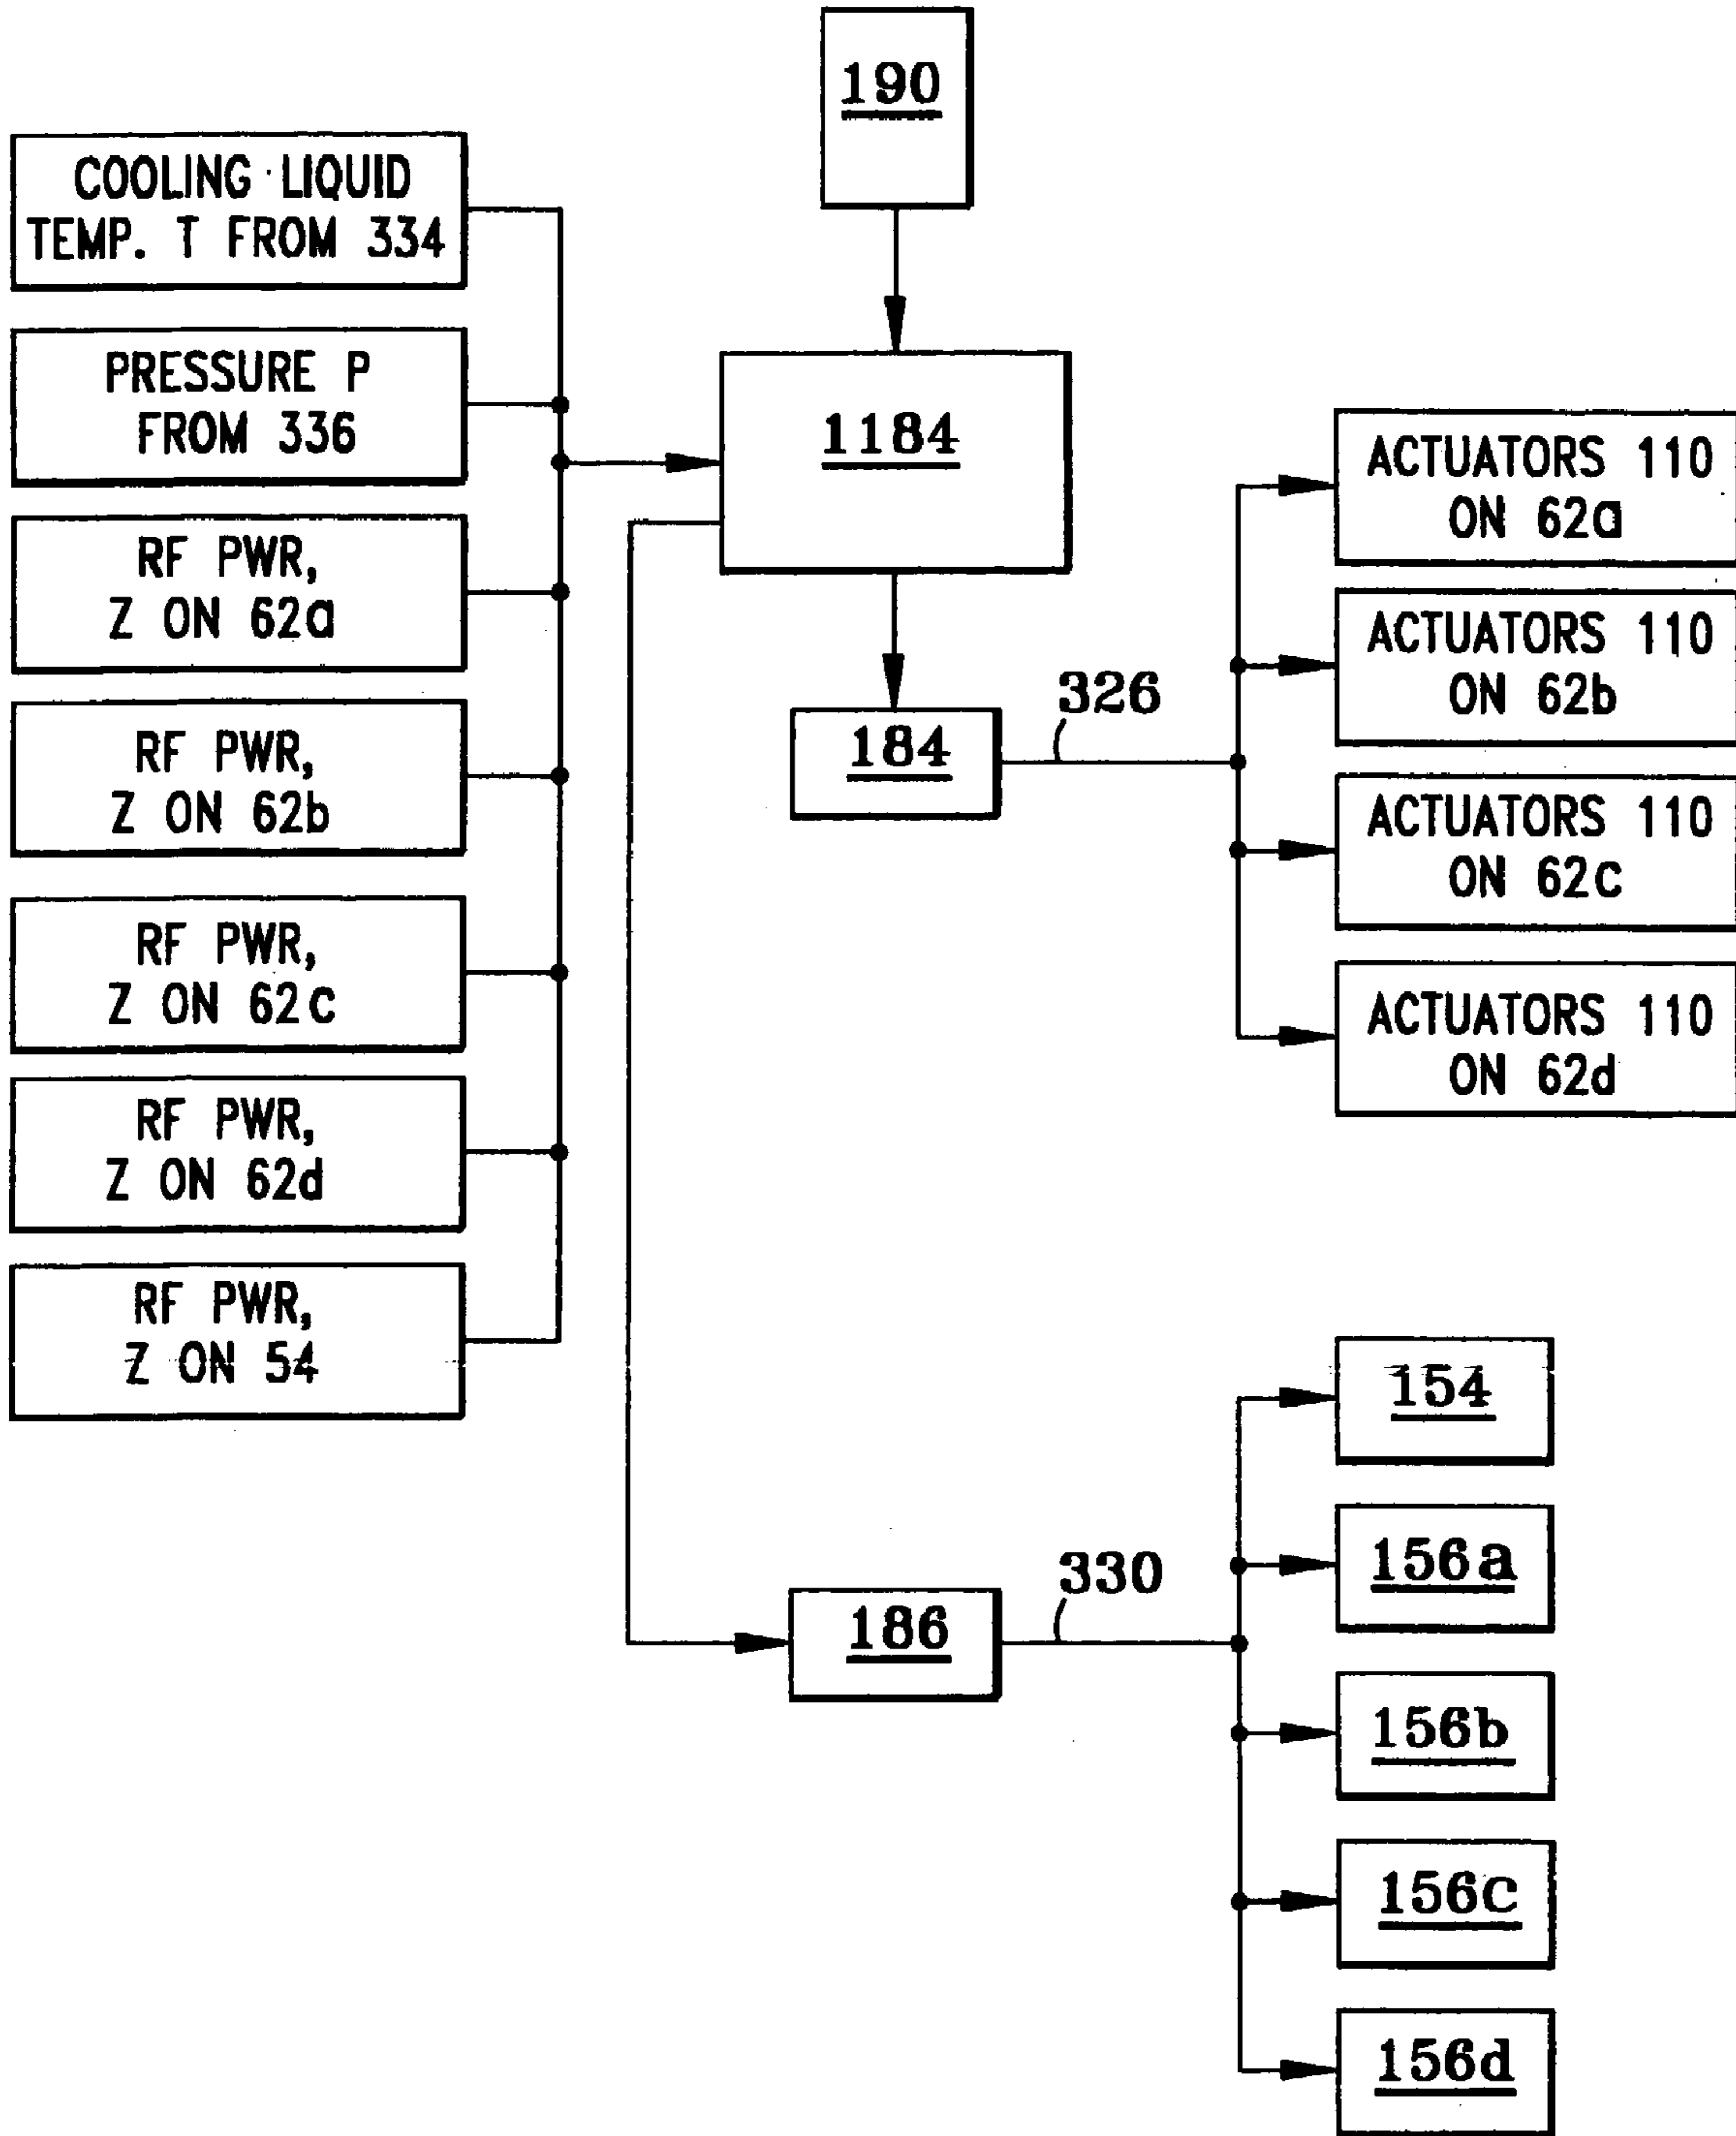 190
COOLING LIQUID
TEMP. T FROM 334
PRESSURE P
FROM 336
RF PWR,
Z ON 62a
RF PWR,
Z ON 62b
RF PWR,
Z ON 62c
RF PWR,
Z ON 62d
RF PWR,
Z ON 54
1184
184
326
ACTUATORS 110
ON 62a
ACTUATORS 110
ON 62b
ACTUATORS 110
ON 62c
ACTUATORS 110
ON 62d
186
330
154
156a
156b
156c
156d